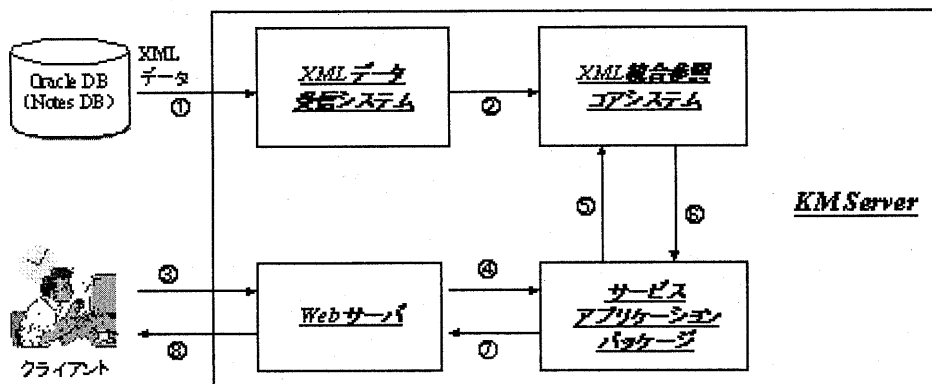 Oracle DB
(Notes DB)
XML
データ
①
XMLデータ
受信システム
②
XML統合参照
コアシステム
⑤
⑥
KM Server
③
④
Webサーバ
サービス
アプリケーション
パッケージ
⑧
⑦
クライアント